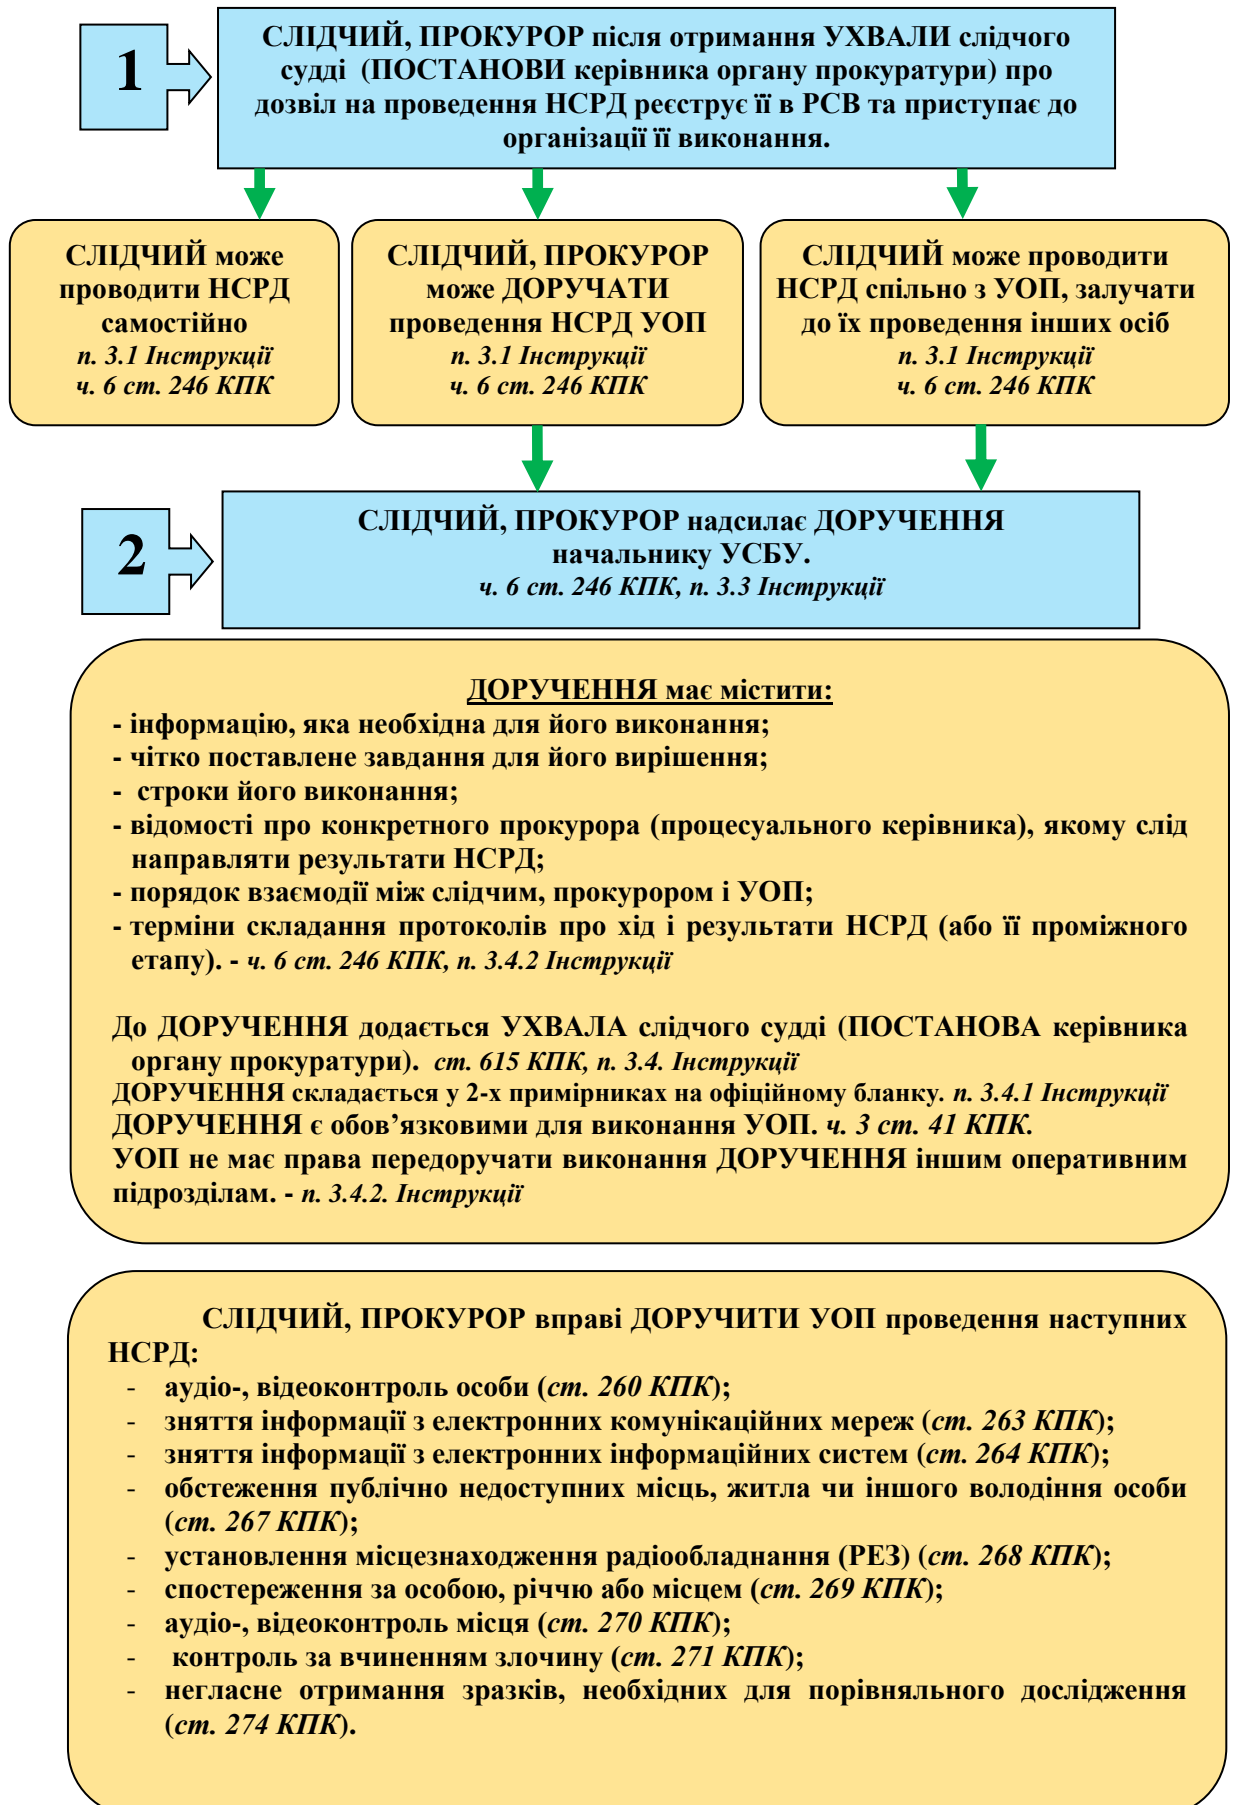 1
СЛІДЧИЙ, ПРОКУРОР після отримання УХВАЛИ слідчого
судді (ПОСТАНОВИ керівника органу прокуратури) про
дозвіл на проведення НСРД реєструє її в РСВ та приступає до
організації її виконання.
СЛІДЧИЙ може
проводити НСРД
самостійно
п. 3.1 Інструкції
ч. 6 ст. 246 КПК
СЛІДЧИЙ, ПРОКУРОР
може ДОРУЧАТИ
проведення НСРД УОП
п. 3.1 Інструкції
ч. 6 ст. 246 КПК
СЛІДЧИЙ може проводити
НСРД спільно з УОП, залучати
до їх проведення інших осіб
п. 3.1 Інструкції
ч. 6 ст. 246 КПК
2
СЛІДЧИЙ, ПРОКУРОР надсилає ДОРУЧЕННЯ
начальнику УСБУ.
ч. 6 ст. 246 КПК, п. 3.3 Інструкції
ДОРУЧЕННЯ має містити:
- інформацію, яка необхідна для його виконання;
- чітко поставлене завдання для його вирішення;
- строки його виконання;
- відомості про конкретного прокурора (процесуального керівника), якому слід
направляти результати НСРД;
- порядок взаємодії між слідчим, прокурором і УОП;
- терміни складання протоколів про хід і результати НСРД (або її проміжного
етапу). - ч. 6 ст. 246 КПК, п. 3.4.2 Інструкції
До ДОРУЧЕННЯ додається УХВАЛА слідчого судді (ПОСТАНОВА керівника
органу прокуратури). ст. 615 КПК, п. 3.4. Інструкції
ДОРУЧЕННЯ складається у 2-х примірниках на офіційному бланку. п. 3.4.1 Інструкції
ДОРУЧЕННЯ є обов’язковими для виконання УОП. ч. 3 ст. 41 КПК.
УОП не має права передоручати виконання ДОРУЧЕННЯ іншим оперативним
підрозділам. - п. 3.4.2. Інструкції
СЛІДЧИЙ, ПРОКУРОР вправі ДОРУЧИТИ УОП проведення наступних
НСРД:
- аудіо-, відеоконтроль особи (ст. 260 КПК);
- зняття інформації з електронних комунікаційних мереж (ст. 263 КПК);
- зняття інформації з електронних інформаційних систем (ст. 264 КПК);
- обстеження публічно недоступних місць, житла чи іншого володіння особи
(ст. 267 КПК);
- установлення місцезнаходження радіообладнання (РЕЗ) (ст. 268 КПК);
- спостереження за особою, річчю або місцем (ст. 269 КПК);
- аудіо-, відеоконтроль місця (ст. 270 КПК);
- контроль за вчиненням злочину (ст. 271 КПК);
- негласне отримання зразків, необхідних для порівняльного дослідження
(ст. 274 КПК).